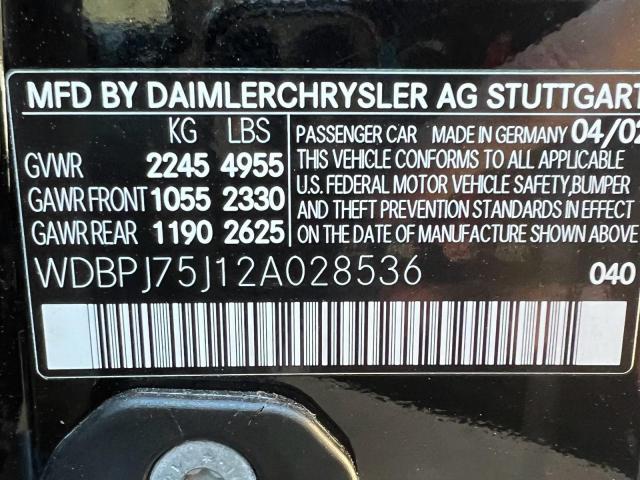 MFD BY DAIMLERCHRYSLER AG STUTTGART
KG LBS
GVWR 2245 4955
GAWR FRONT 1055 2330
GAWR REAR 1190 2625
PASSENGER CAR MADE IN GERMANY 04/02
THIS VEHICLE CONFORMS TO ALL APPLICABLE
U.S. FEDERAL MOTOR VEHICLE SAFETY,BUMPER
AND THEFT PREVENTION STANDARDS IN EFFECT
ON DATE OF MANUFACTURE SHOWN ABOVE
WDBPJ75J12A028536
040